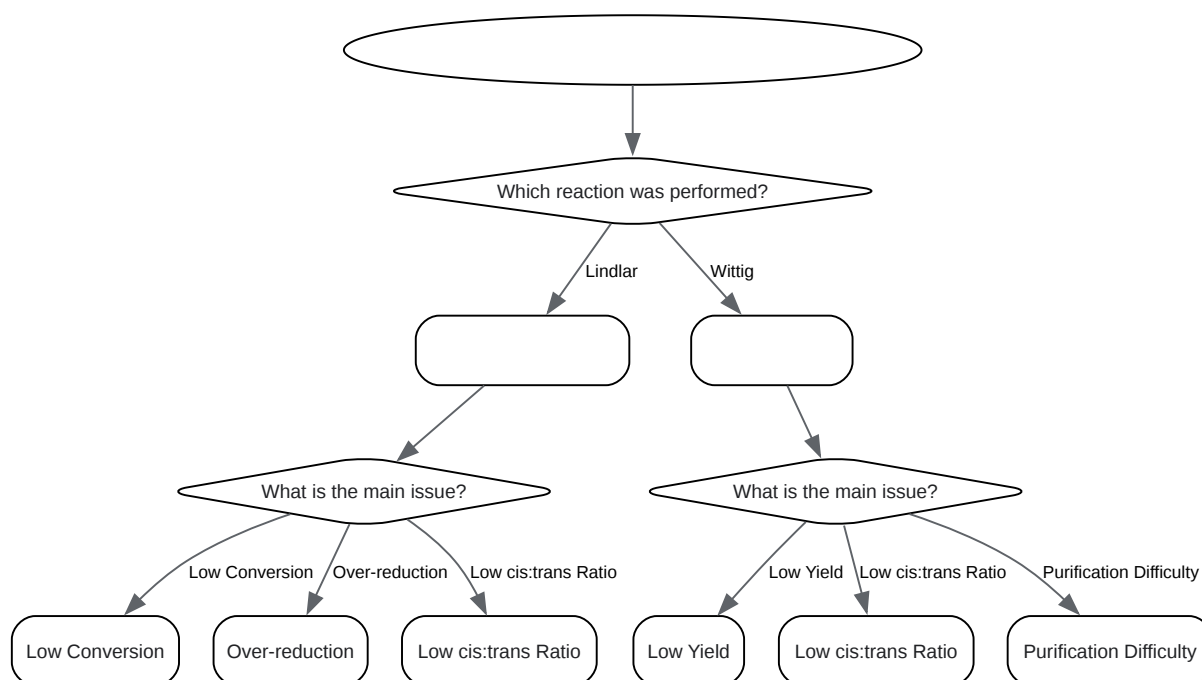 Which reaction was performed?
Lindlar
Wittig
What is the main issue?
What is the main issue?
Low Conversion
Over-reduction
Low cis:trans Ratio
Low Yield
Low cis:trans Ratio
Purification Difficulty
Low Conversion
Over-reduction
Low cis:trans Ratio
Low Yield
Low cis:trans Ratio
Purification Difficulty